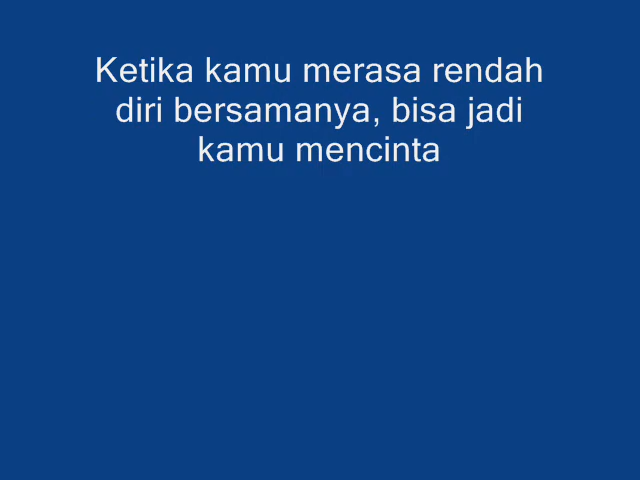 Ketika kamu merasa rendah
diri bersamanya, bisa jadi
kamu mencinta